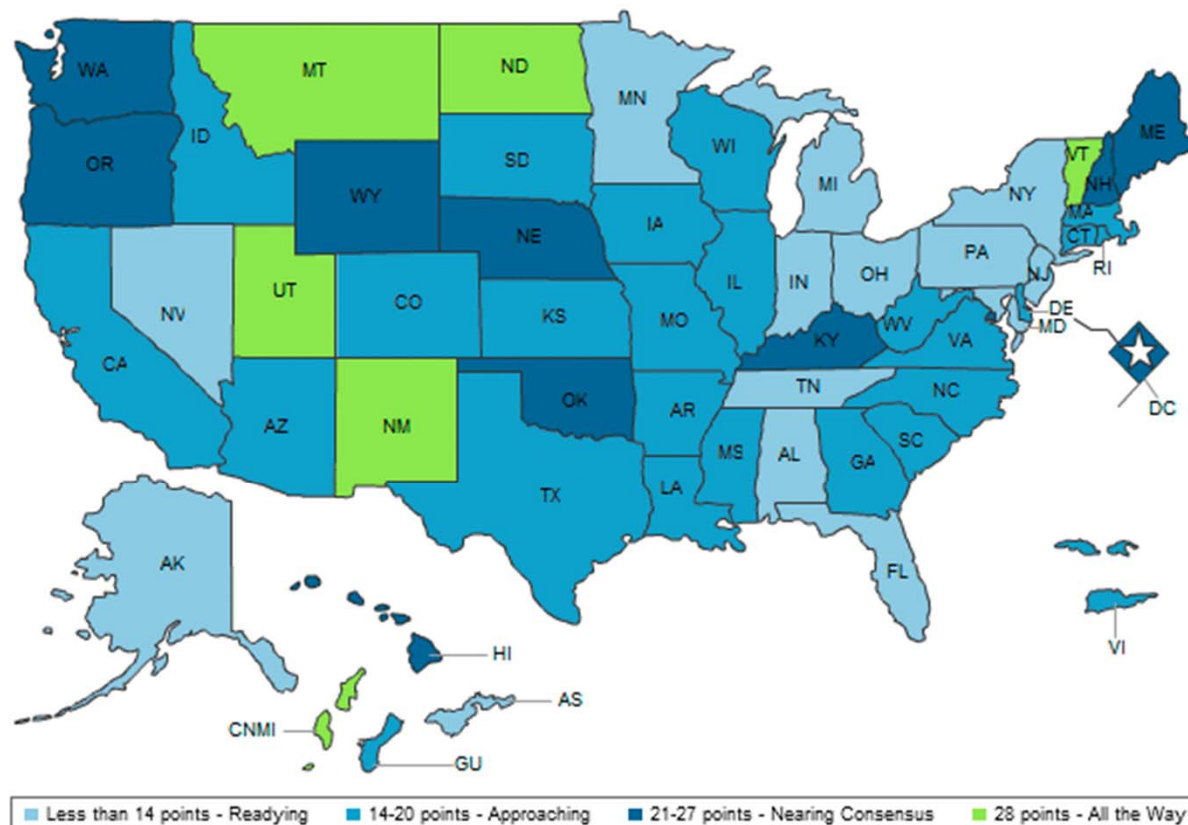 WA
MT
ND
MN
ME
OR
ID
SD
WI
VT
NH
WY
MI
NY
MA
CT
RI
NE
IA
PA
NJ
NV
UT
CO
IL
IN
OH
DE
MD
CA
KS
MO
WV
VA
KY
DC
TN
NC
AZ
NM
OK
AR
SC
MS
AL
GA
TX
LA
AK
FL
HI
VI
AS
CNMI
GU
Less than 14 points - Readying 14-20 points - Approaching 21-27 points - Nearing Consensus 28 points - All the Way